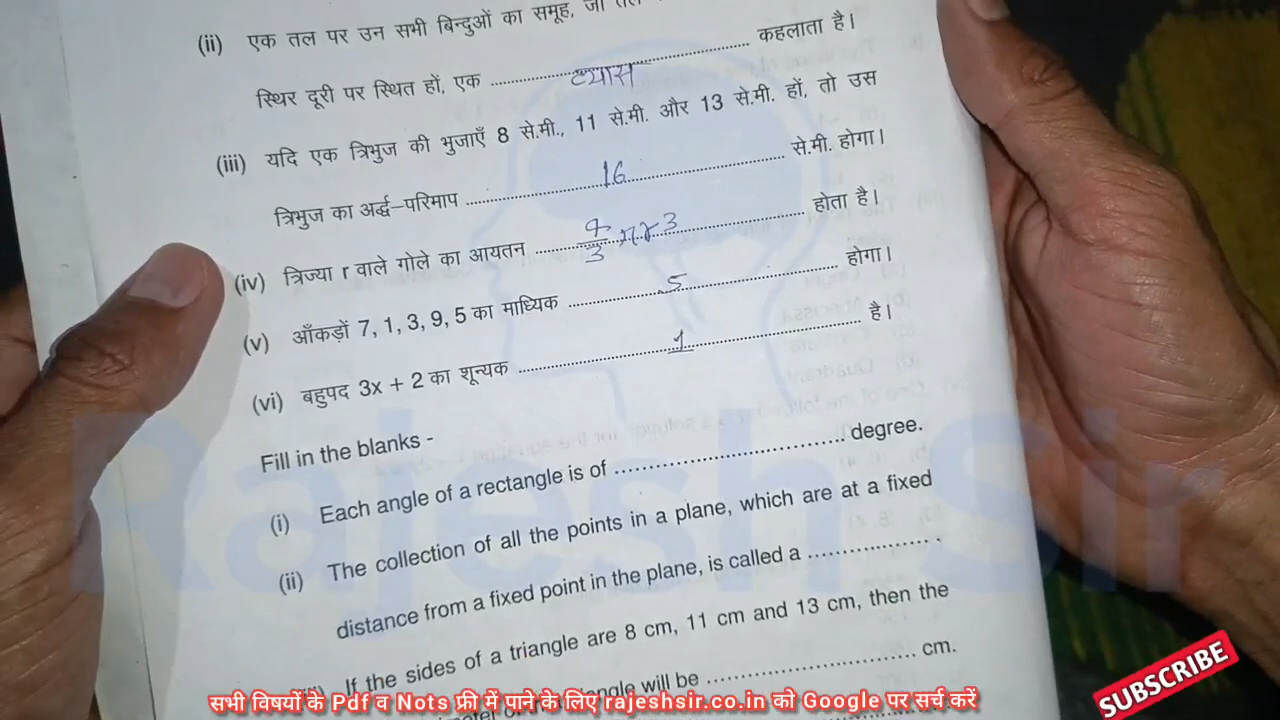 (ii) एक तल पर उन सभी बिन्दुओं का समूह, जो
स्थिर दूरी पर स्थित हों, एक .......... व्यास .......... कहलाता है।
(iii) यदि एक त्रिभुज की भुजाएँ 8 से.मी., 11 से.मी. और 13 से.मी. हों, तो उस
त्रिभुज का अर्द्ध–परिमाप .......... 16 .......... से.मी. होगा।
(iv) त्रिज्या r वाले गोले का आयतन .......... 4/3 πr3 .......... होता है।
(v) आँकड़ों 7, 1, 3, 9, 5 का माध्यिक .......... 5 .......... होगा।
(vi) बहुपद 3x + 2 का शून्यक .......... 1 .......... है।
Fill in the blanks -
(i) Each angle of a rectangle is of .......... degree.
(ii) The collection of all the points in a plane, which are at a fixed
distance from a fixed point in the plane, is called a .......... .
If the sides of a triangle are 8 cm, 11 cm and 13 cm, then the
will be .......... cm.
Rajesh Sir
सभी विषयों के Pdf व Nots फ्री में पाने के लिए rajeshsir.co.in को Google पर सर्च करें
SUBSCRIBE